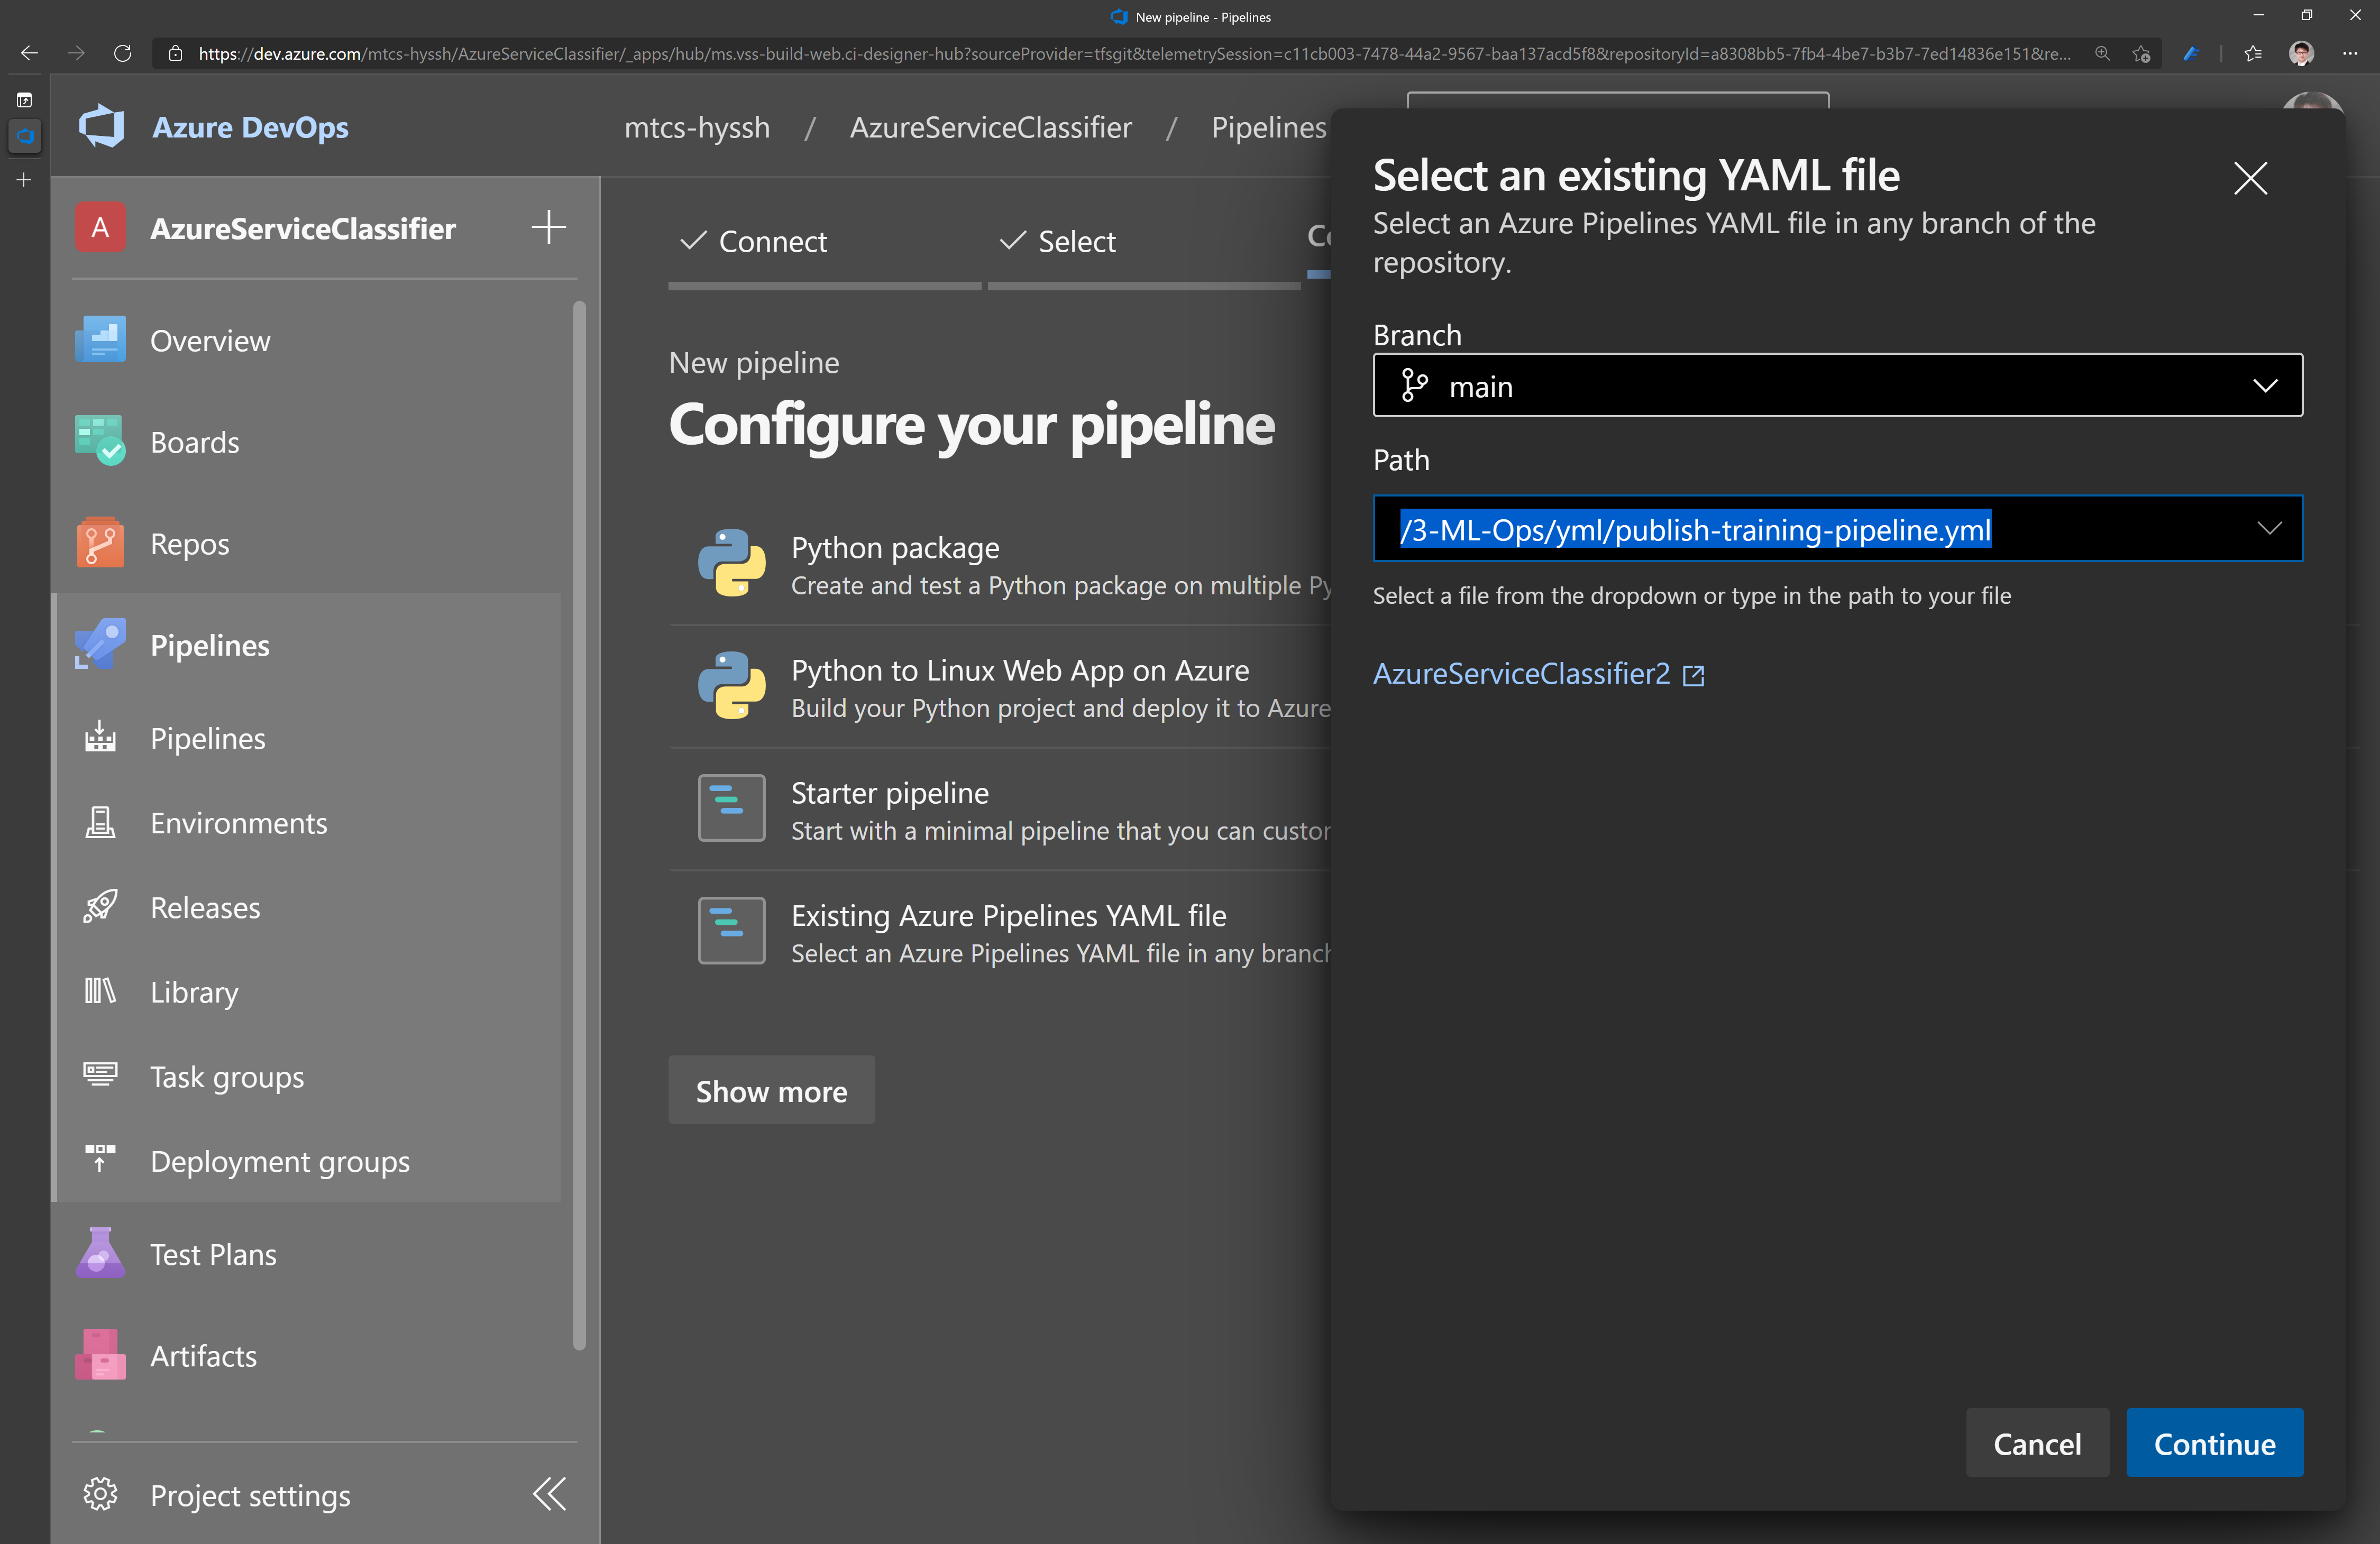 New pipeline - Pipelines
https://dev.azure.com/mtcs-hyssh/AzureServiceClassifier/_apps/hub/ms.vss-build-web.ci-designer-hub?sourceProvider=tfsgit&telemetrySession=c11cb003-7478-44a2-9567-baa137acd5f8&repositoryId=a8308bb5-7fb4-4be7-b3b7-7ed14836e151&re...
Azure DevOps
mtcs-hyssh / AzureServiceClassifier / Pipelines
A AzureServiceClassifier
Overview
Boards
Repos
Pipelines
Pipelines
Environments
Releases
Library
Task groups
Deployment groups
Test Plans
Artifacts
Project settings
Connect
Select
Co
New pipeline
Configure your pipeline
Python package
Create and test a Python package on multiple Py
Python to Linux Web App on Azure
Build your Python project and deploy it to Azure
Starter pipeline
Start with a minimal pipeline that you can custor
Existing Azure Pipelines YAML file
Select an Azure Pipelines YAML file in any branch
Show more
Select an existing YAML file
Select an Azure Pipelines YAML file in any branch of the
repository.
Branch
main
Path
/3-ML-Ops/yml/publish-training-pipeline.yml
Select a file from the dropdown or type in the path to your file
AzureServiceClassifier2
Cancel
Continue